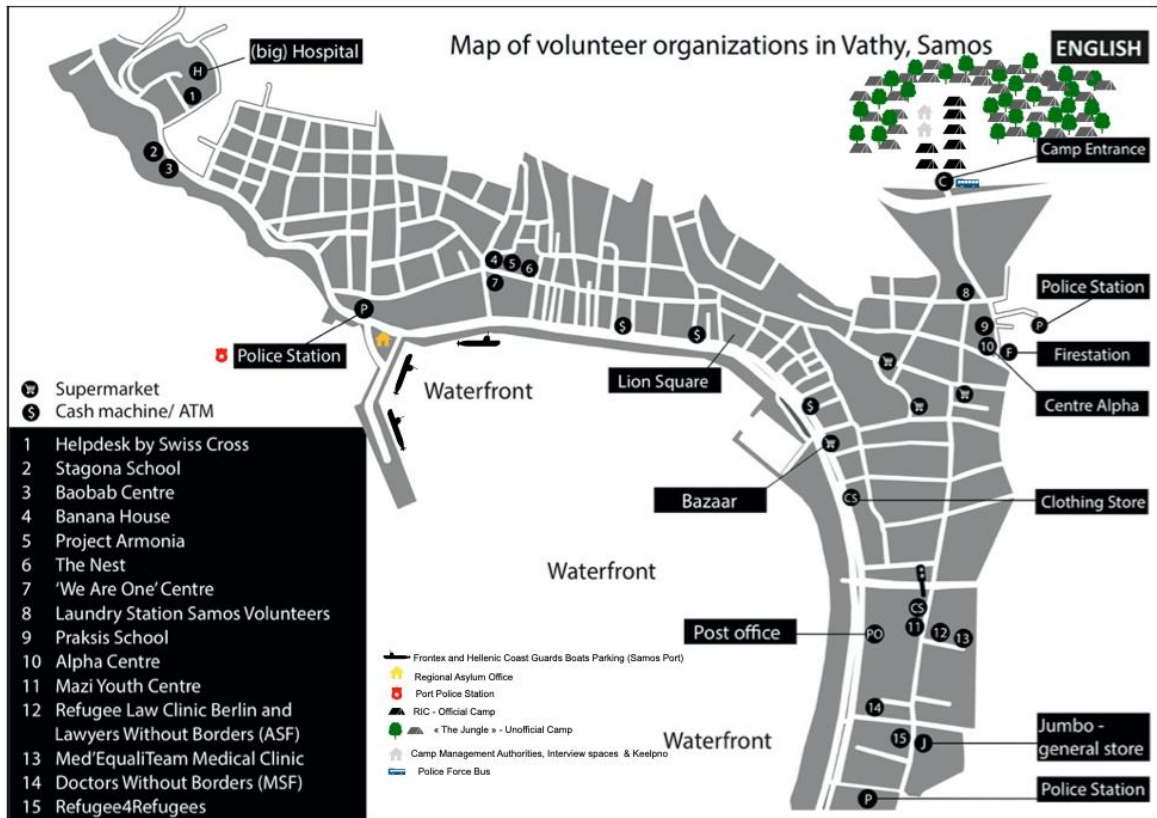 Map of volunteer organizations in Vathy, Samos
ENGLISH
(big) Hospital
H
1
2
3
Camp Entrance
C
4
5
6
7
8
Police Station
P
9
10
F
Firestation
Centre Alpha
P
Police Station
$
$
Lion Square
Waterfront
$
Supermarket
$ Cash machine/ ATM
Bazaar
CS
Clothing Store
Waterfront
CS
11
12
13
Post office
PO
14
15
J
Jumbo -
general store
Waterfront
P
Police Station
1 Helpdesk by Swiss Cross
2 Stagona School
3 Baobab Centre
4 Banana House
5 Project Armonia
6 The Nest
7 'We Are One' Centre
8 Laundry Station Samos Volunteers
9 Praksis School
10 Alpha Centre
11 Mazi Youth Centre
12 Refugee Law Clinic Berlin and
Lawyers Without Borders (ASF)
13 Med'EqualiTeam Medical Clinic
14 Doctors Without Borders (MSF)
15 Refugee4Refugees
Frontex and Hellenic Coast Guards Boats Parking (Samos Port)
Regional Asylum Office
Port Police Station
RIC - Official Camp
« The Jungle » - Unofficial Camp
Camp Management Authorities, Interview spaces & Keelpno
Police Force Bus